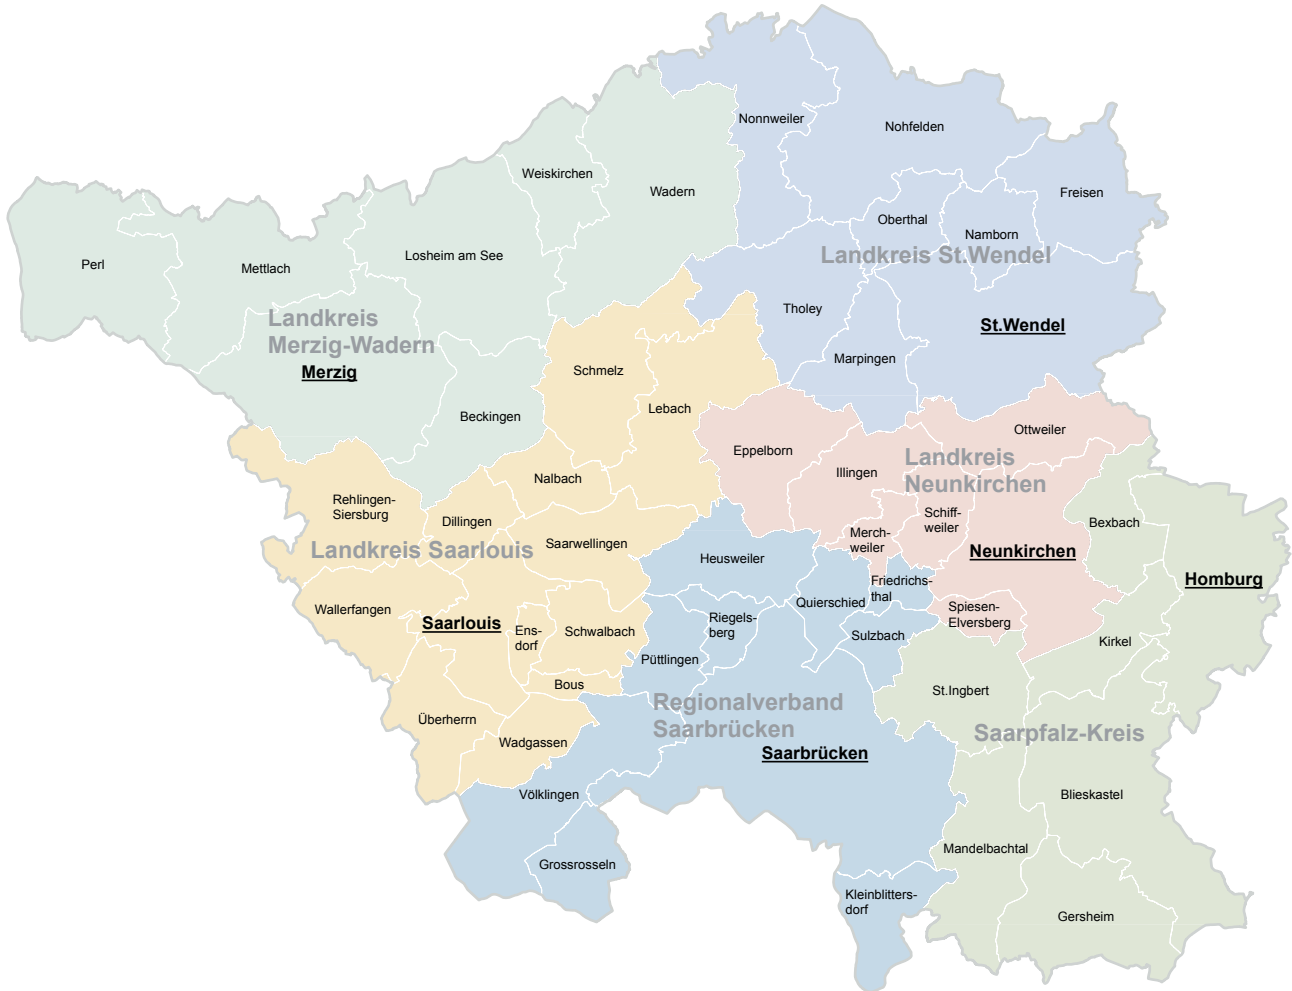 Nonnweiler
Nohfelden
Weiskirchen
Wadern
Freisen
Oberthal
Namborn
Perl
Mettlach
Losheim am See
Landkreis St.Wendel
Tholey
St.Wendel
Landkreis
Merzig-Wadern
Merzig
Marpingen
Schmelz
Lebach
Beckingen
Ottweiler
Eppelborn
Illingen
Landkreis
Neunkirchen
Nalbach
Rehlingen-
Siersburg
Dillingen
Schiff-
weiler
Bexbach
Merch-
weiler
Landkreis Saarlouis
Saarwellingen
Neunkirchen
Heusweiler
Homburg
Friedrichs-
thal
Quierschied
Wallerfangen
Saarlouis
Ens-
dorf
Schwalbach
Riegels-
berg
Sulzbach
Spiesen-
Elversberg
Kirkel
Püttlingen
Bous
St.Ingbert
Regionalverband
Saarbrücken
Überherrn
Wadgassen
Saarpfalz-Kreis
Saarbrücken
Völklingen
Blieskastel
Grossrosseln
Mandelbachtal
Kleinblitters-
dorf
Gersheim